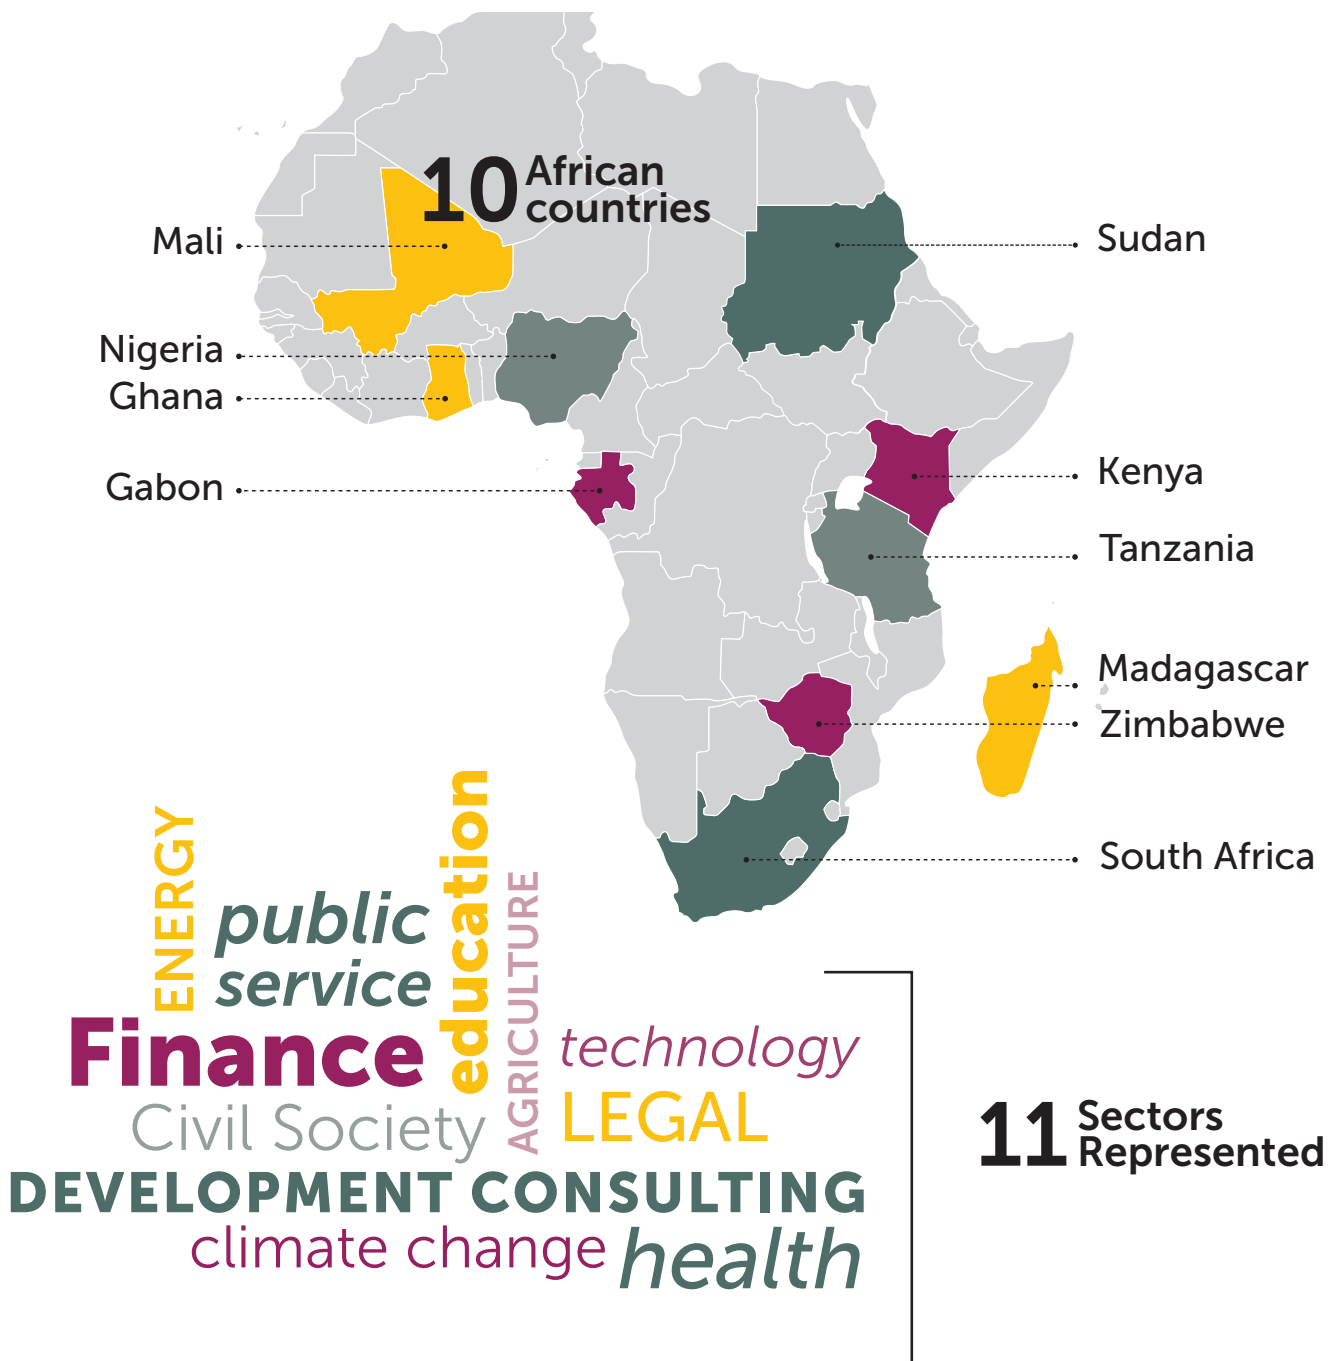 10 African
countries
Mali
Nigeria
Ghana
Gabon
Sudan
Kenya
Tanzania
Madagascar
Zimbabwe
South Africa
ENERGY
public
service
education
AGRICULTURE
Finance
technology
Civil Society
LEGAL
DEVELOPMENT CONSULTING
climate change
health
11 Sectors
Represented